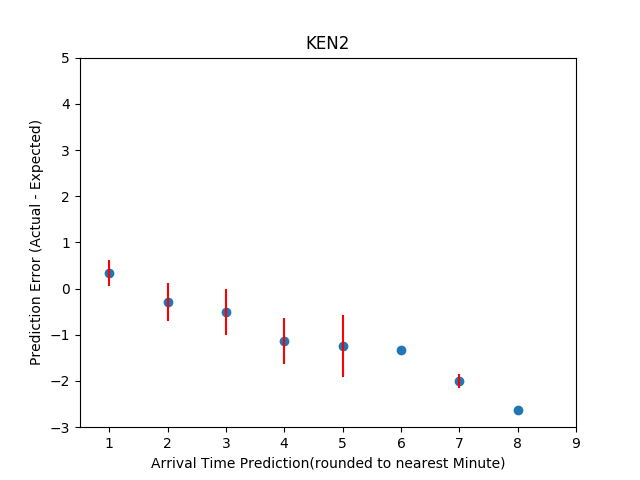 KEN2
5
4
3
2
1
0
−1
−2
−3
Prediction Error (Actual - Expected)
1 2 3 4 5 6 7 8 9
Arrival Time Prediction(rounded to nearest Minute)